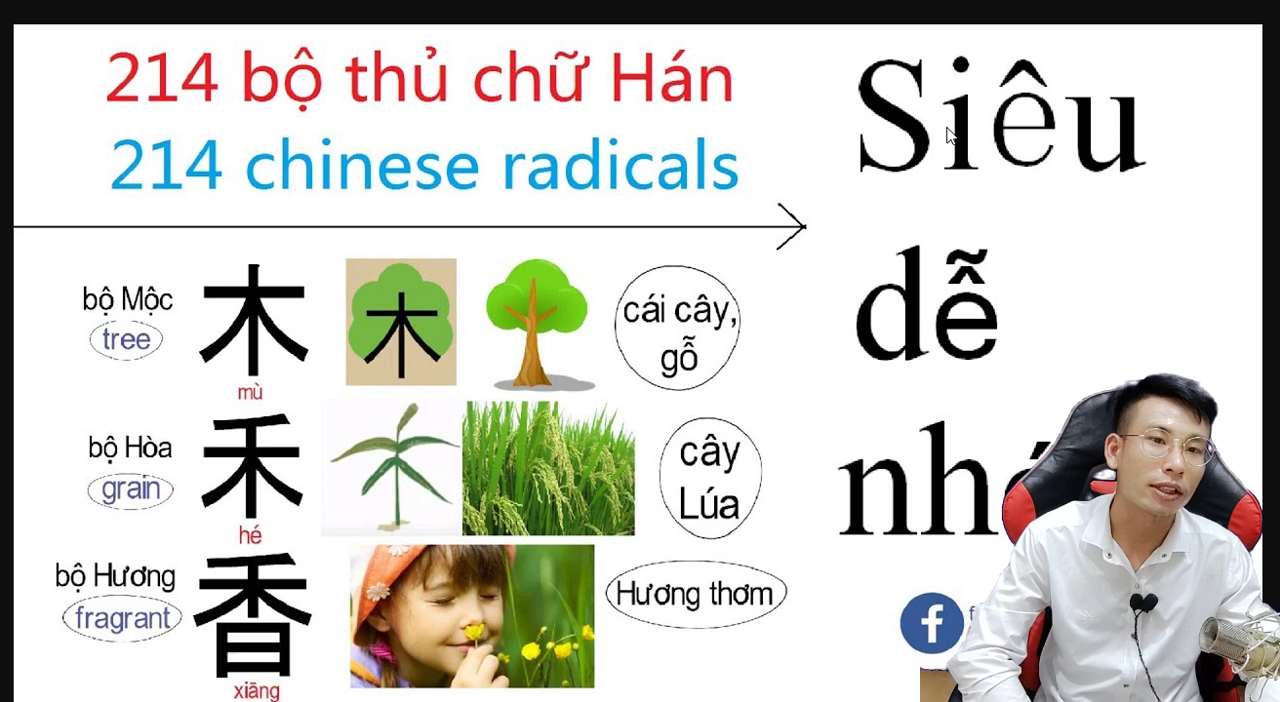 214 bộ thủ chữ Hán
214 chinese radicals
Siêu
dễ
bộ Mộc
tree
木
mù
木
cái cây,
gỗ
bộ Hòa
grain
禾
hé
cây
Lúa
bộ Hương
fragrant
香
xiāng
Hương thơm
f